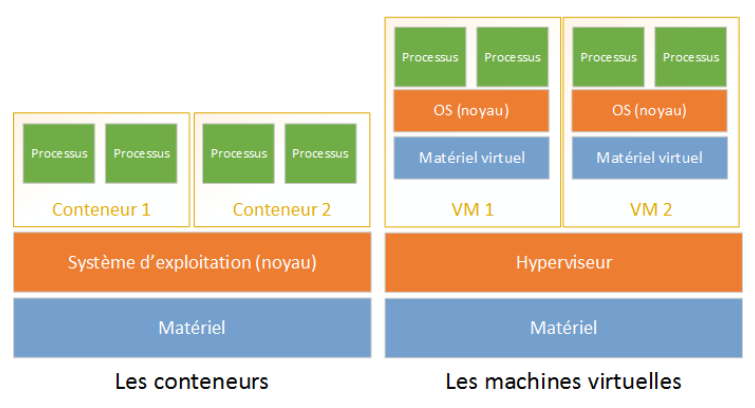 Processus
Processus
Conteneur 1
Processus
Processus
Conteneur 2
Système d'exploitation (noyau)
Matériel
Les conteneurs
Processus
Processus
OS (noyau)
Matériel virtuel
VM 1
Processus
Processus
OS (noyau)
Matériel virtuel
VM 2
Hyperviseur
Matériel
Les machines virtuelles